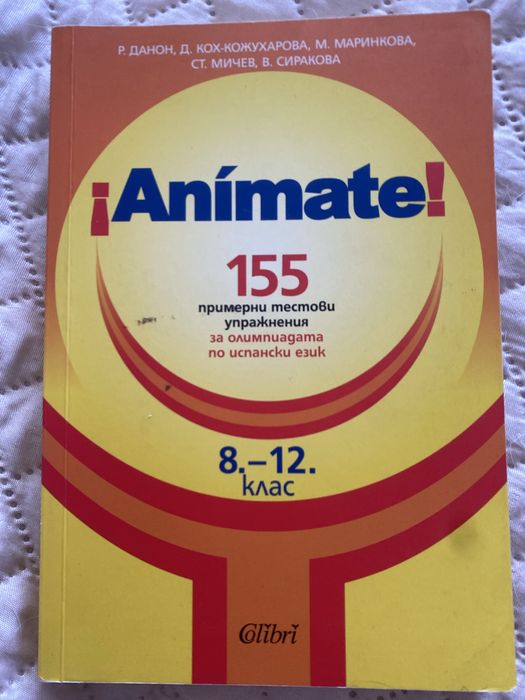 Р. ДАНОН, Д. КОХ-КОЖУХАРОВА, М. МАРИНКОВА,
СТ. МИЧЕВ, В. СИРАКОВА
¡Anímate!
155
примерни тестови
упражнения
за олимпиадата
по испански език
8.–12.
клас
Colibri